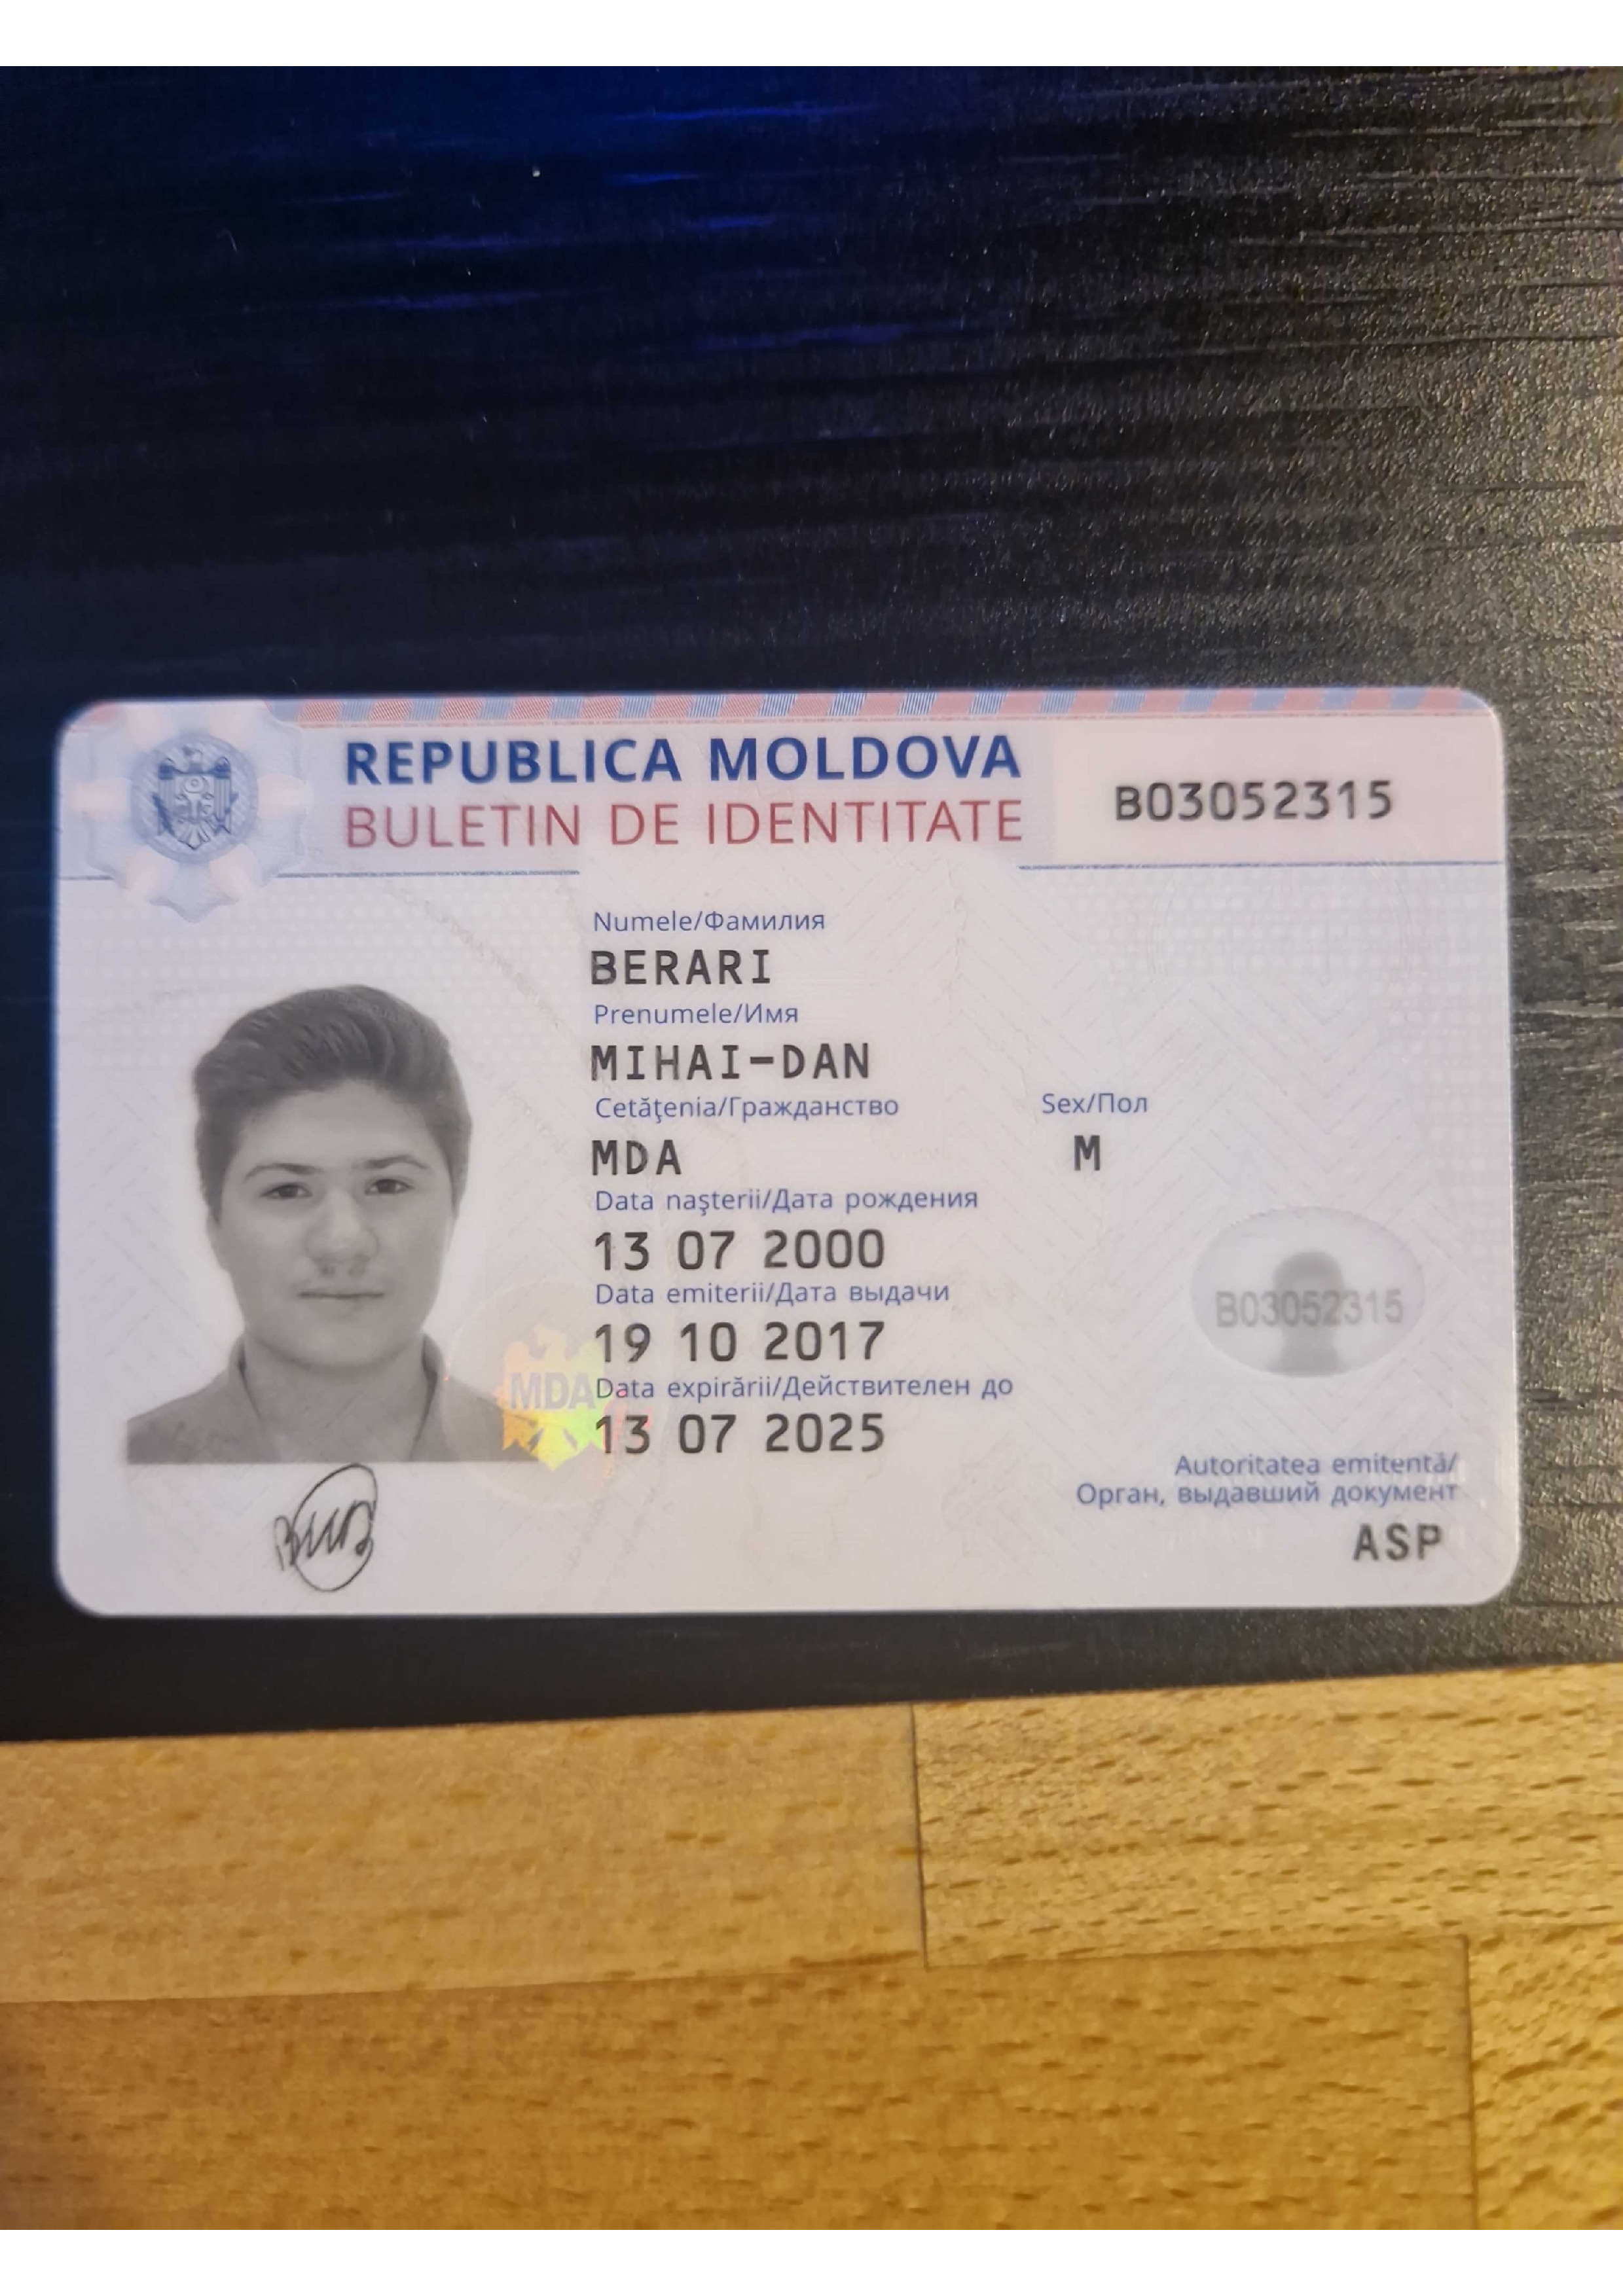 REPUBLICA MOLDOVA
BULETIN DE IDENTITATE
B03052315
Numele/Фамилия
BERARI
Prenumele/Имя
MIHAI-DAN
Cetăţenia/Гражданство
MDA
Sex/Пол
M
Data naşterii/Дата рождения
13 07 2000
Data emiterii/Дата выдачи
19 10 2017
Data expirării/Действителен до
13 07 2025
MDA
B03052315
Autoritatea emitentă/
Орган, выдавший документ
ASP